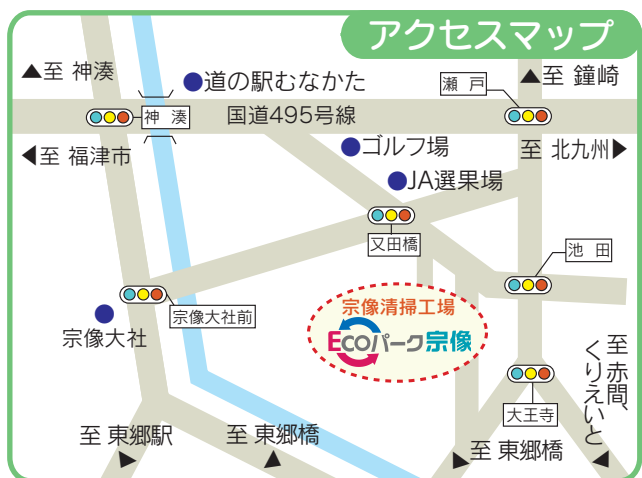 アクセスマップ
▲至 神湊
●道の駅むなかた
瀬 戸
▲至 鐘崎
神 湊
国道495号線
◀至 福津市
●ゴルフ場
至 北九州▶
●JA選果場
又田橋
池 田
宗像大社前
宗像清掃工場
Ecoパーク宗像
宗像大社
至 赤間、
くりえいと
大王寺
至 東郷駅
至 東郷橋
至 東郷橋